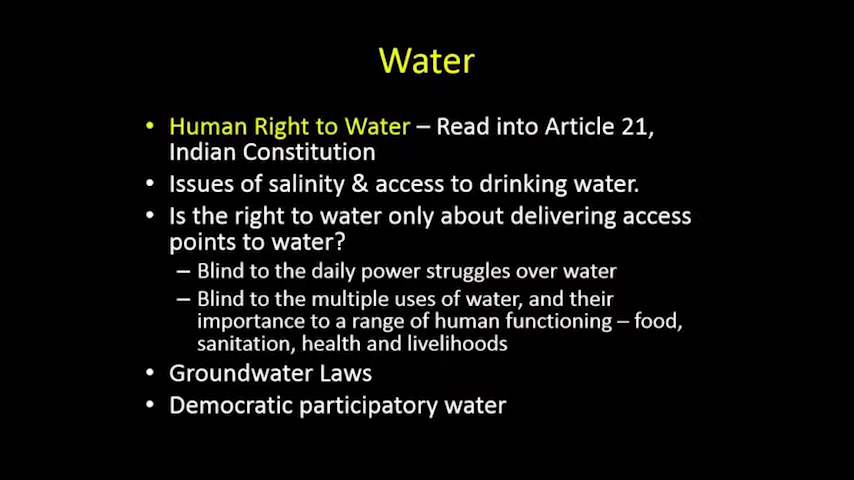 Water
• Human Right to Water – Read into Article 21,
Indian Constitution
• Issues of salinity & access to drinking water.
• Is the right to water only about delivering access
points to water?
– Blind to the daily power struggles over water
– Blind to the multiple uses of water, and their
importance to a range of human functioning – food,
sanitation, health and livelihoods
• Groundwater Laws
• Democratic participatory water